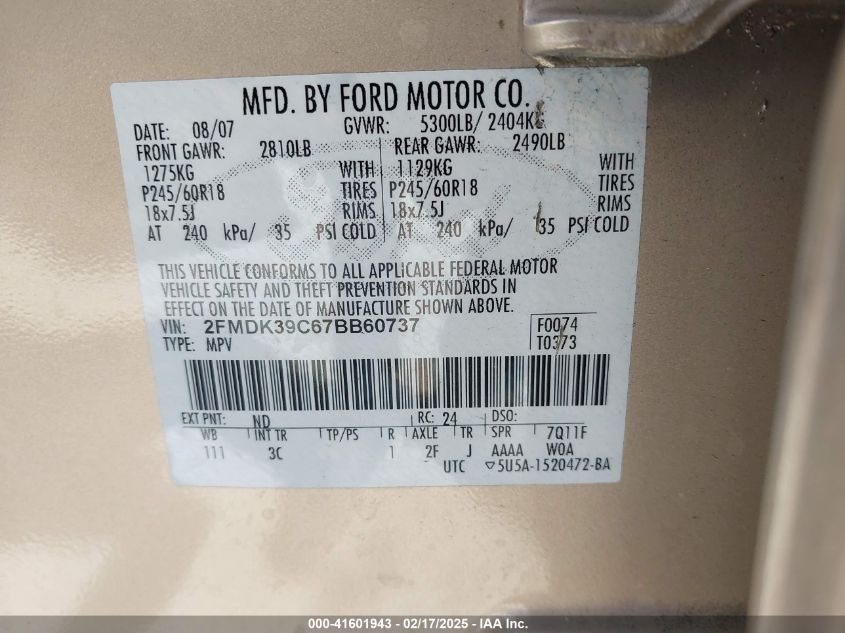 MFD. BY FORD MOTOR CO.
DATE: 08/07 GVWR: 5300LB/ 2404KG
FRONT GAWR: 2810LB REAR GAWR: 2490LB
1275KG WITH 1129KG WITH
P245/60R18 TIRES P245/60R18 TIRES
18x7.5J RIMS 18x7.5J RIMS
AT 240 kPa/ 35 PSI COLD AT 240 kPa/ 35 PSI COLD
THIS VEHICLE CONFORMS TO ALL APPLICABLE FEDERAL MOTOR
VEHICLE SAFETY AND THEFT PREVENTION STANDARDS IN
EFFECT ON THE DATE OF MANUFACTURE SHOWN ABOVE.
VIN: 2FMDK39C67BB60737 F0074
TYPE: MPV T0373
EXT PNT: ND RC: 24 DSO:
WB INT TR TP/PS R AXLE TR SPR 7Q11F
111 3C 1 2F J AAAA W0A
UTC ▽5U5A-1520472-BA
000-41601943 - 02/17/2025 - IAA Inc.